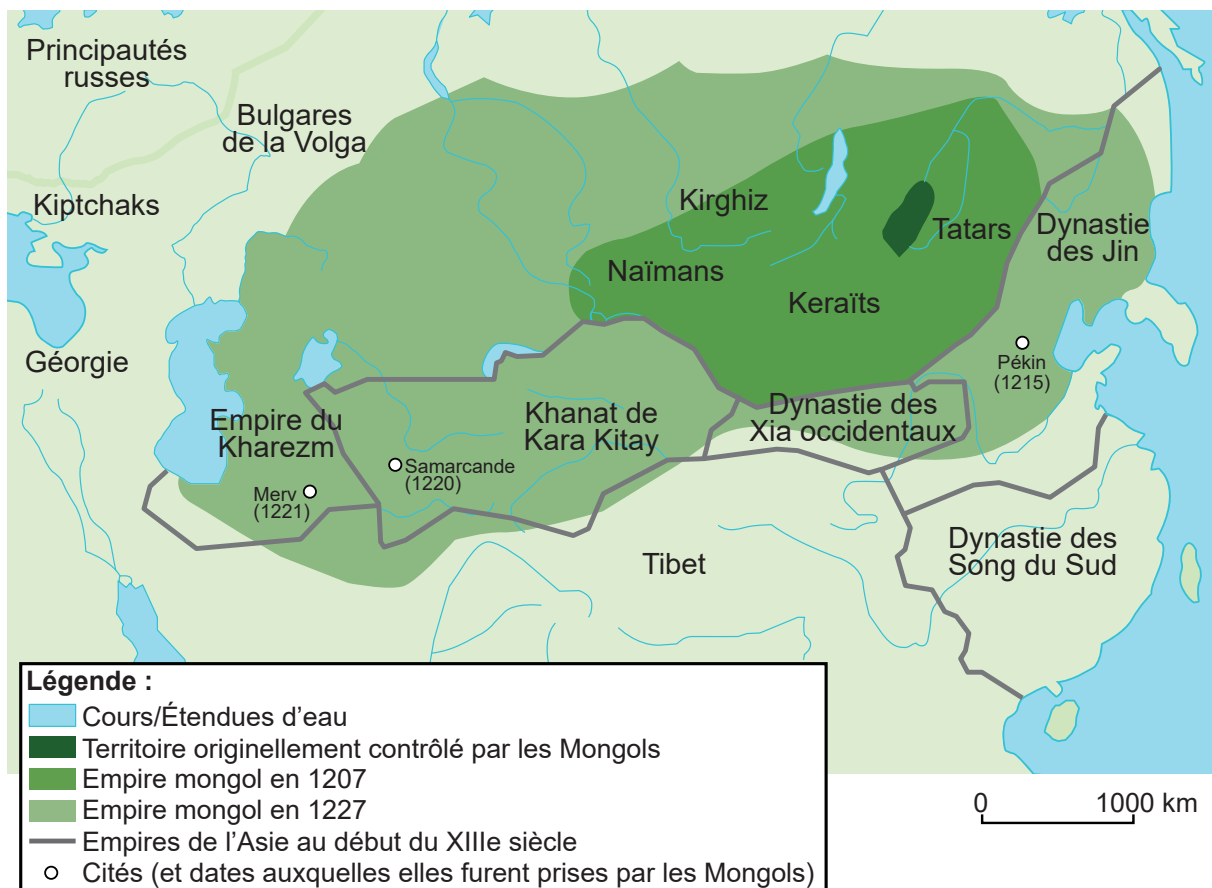 Principautés
russes
Bulgares
de la Volga
Kiptchaks
Kirghiz
Tatars
Dynastie
des Jin
Naïmans
Keraïts
Géorgie
Pékin
(1215)
Empire du
Kharezm
Khanat de
Kara Kitay
Dynastie des
Xia occidentaux
Samarcande
(1220)
Merv
(1221)
Tibet
Dynastie des
Song du Sud
Légende :
Cours/Étendues d’eau
Territoire originellement contrôlé par les Mongols
Empire mongol en 1207
Empire mongol en 1227
Empires de l’Asie au début du XIIIe siècle
Cités (et dates auxquelles elles furent prises par les Mongols)
0 1000 km